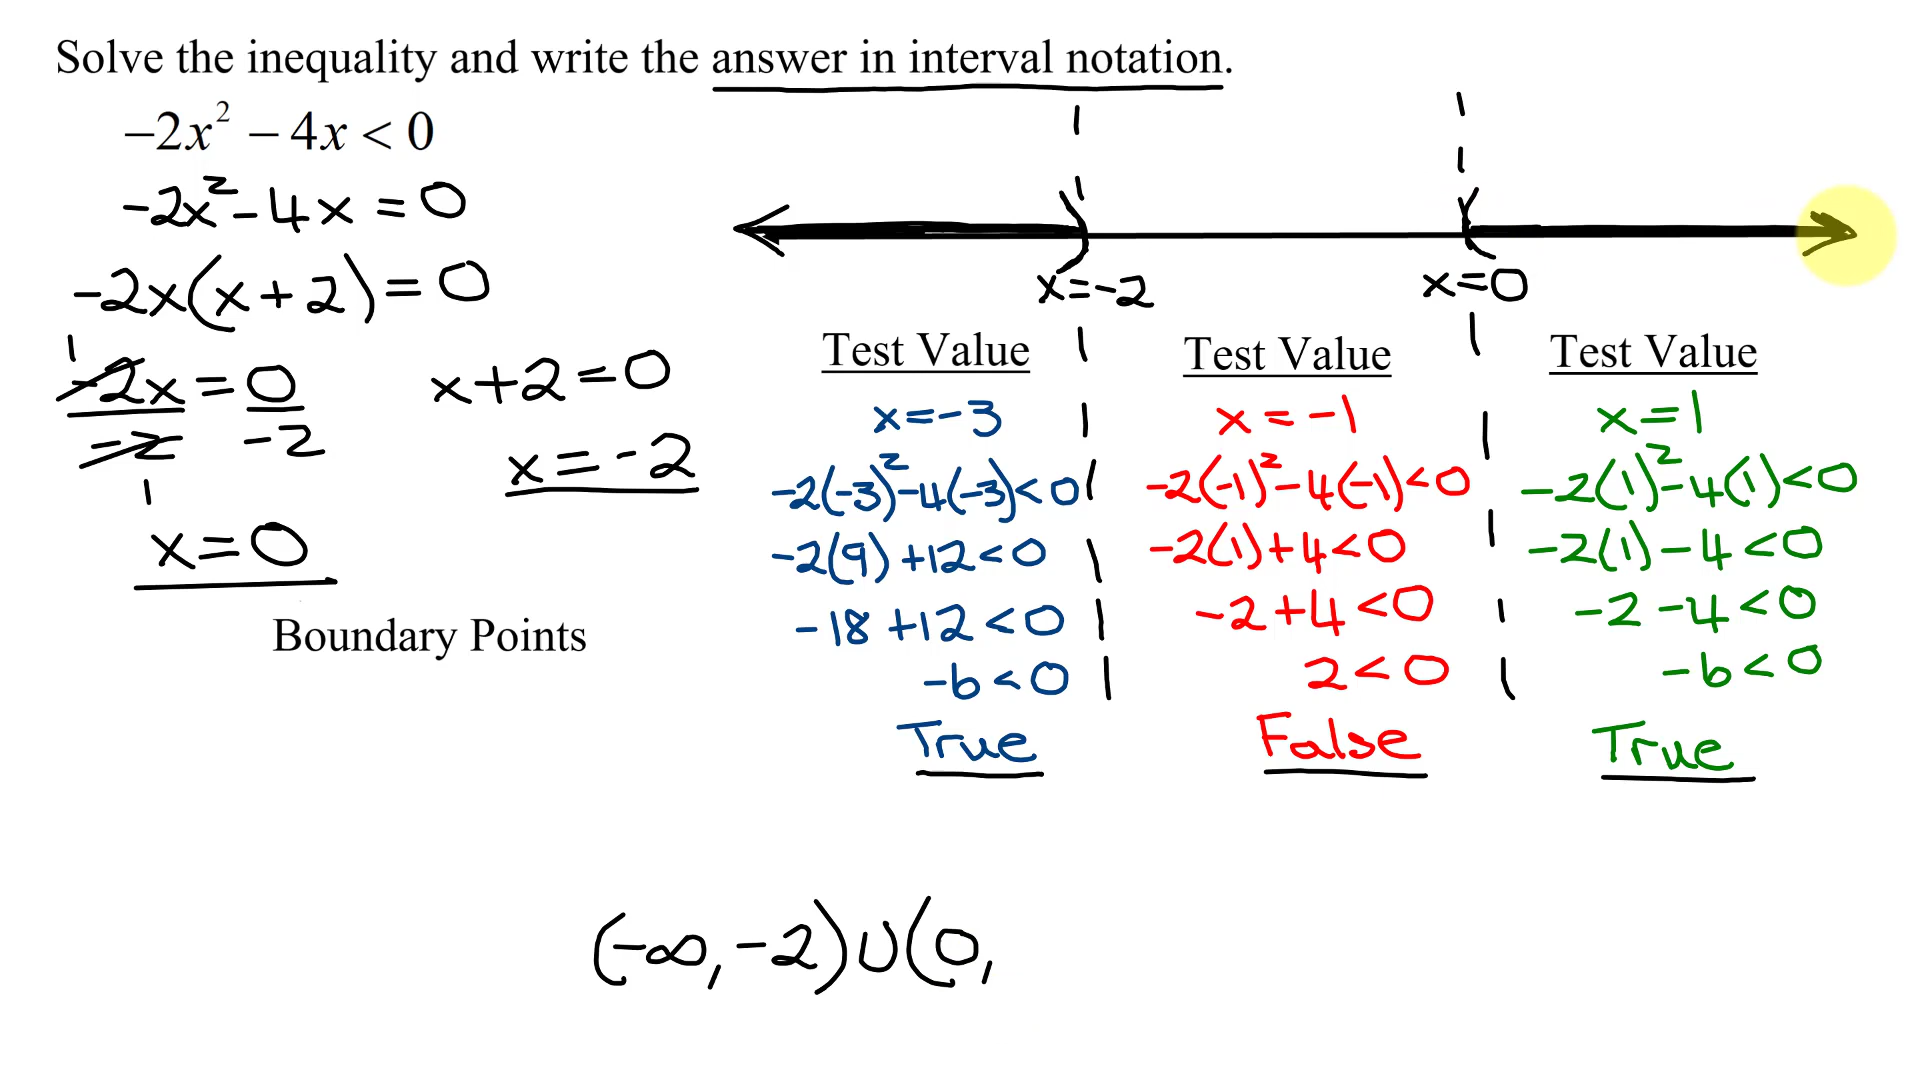 Solve the inequality and write the answer in interval notation.
−2x² − 4x < 0
-2x²-4x=0
-2x(x+2)=0
1
-2x=0
-2 -2
1
x=0
x+2=0
x=-2
Boundary Points
x=-2
x=0
Test Value
x=-3
-2(-3)²-4(-3)<0
-2(9)+12<0
-18+12<0
-6<0
True
Test Value
x=-1
-2(-1)²-4(-1)<0
-2(1)+4<0
-2+4<0
2<0
False
Test Value
x=1
-2(1)²-4(1)<0
-2(1)-4<0
-2-4<0
-6<0
True
(-∞,-2)∪(0,